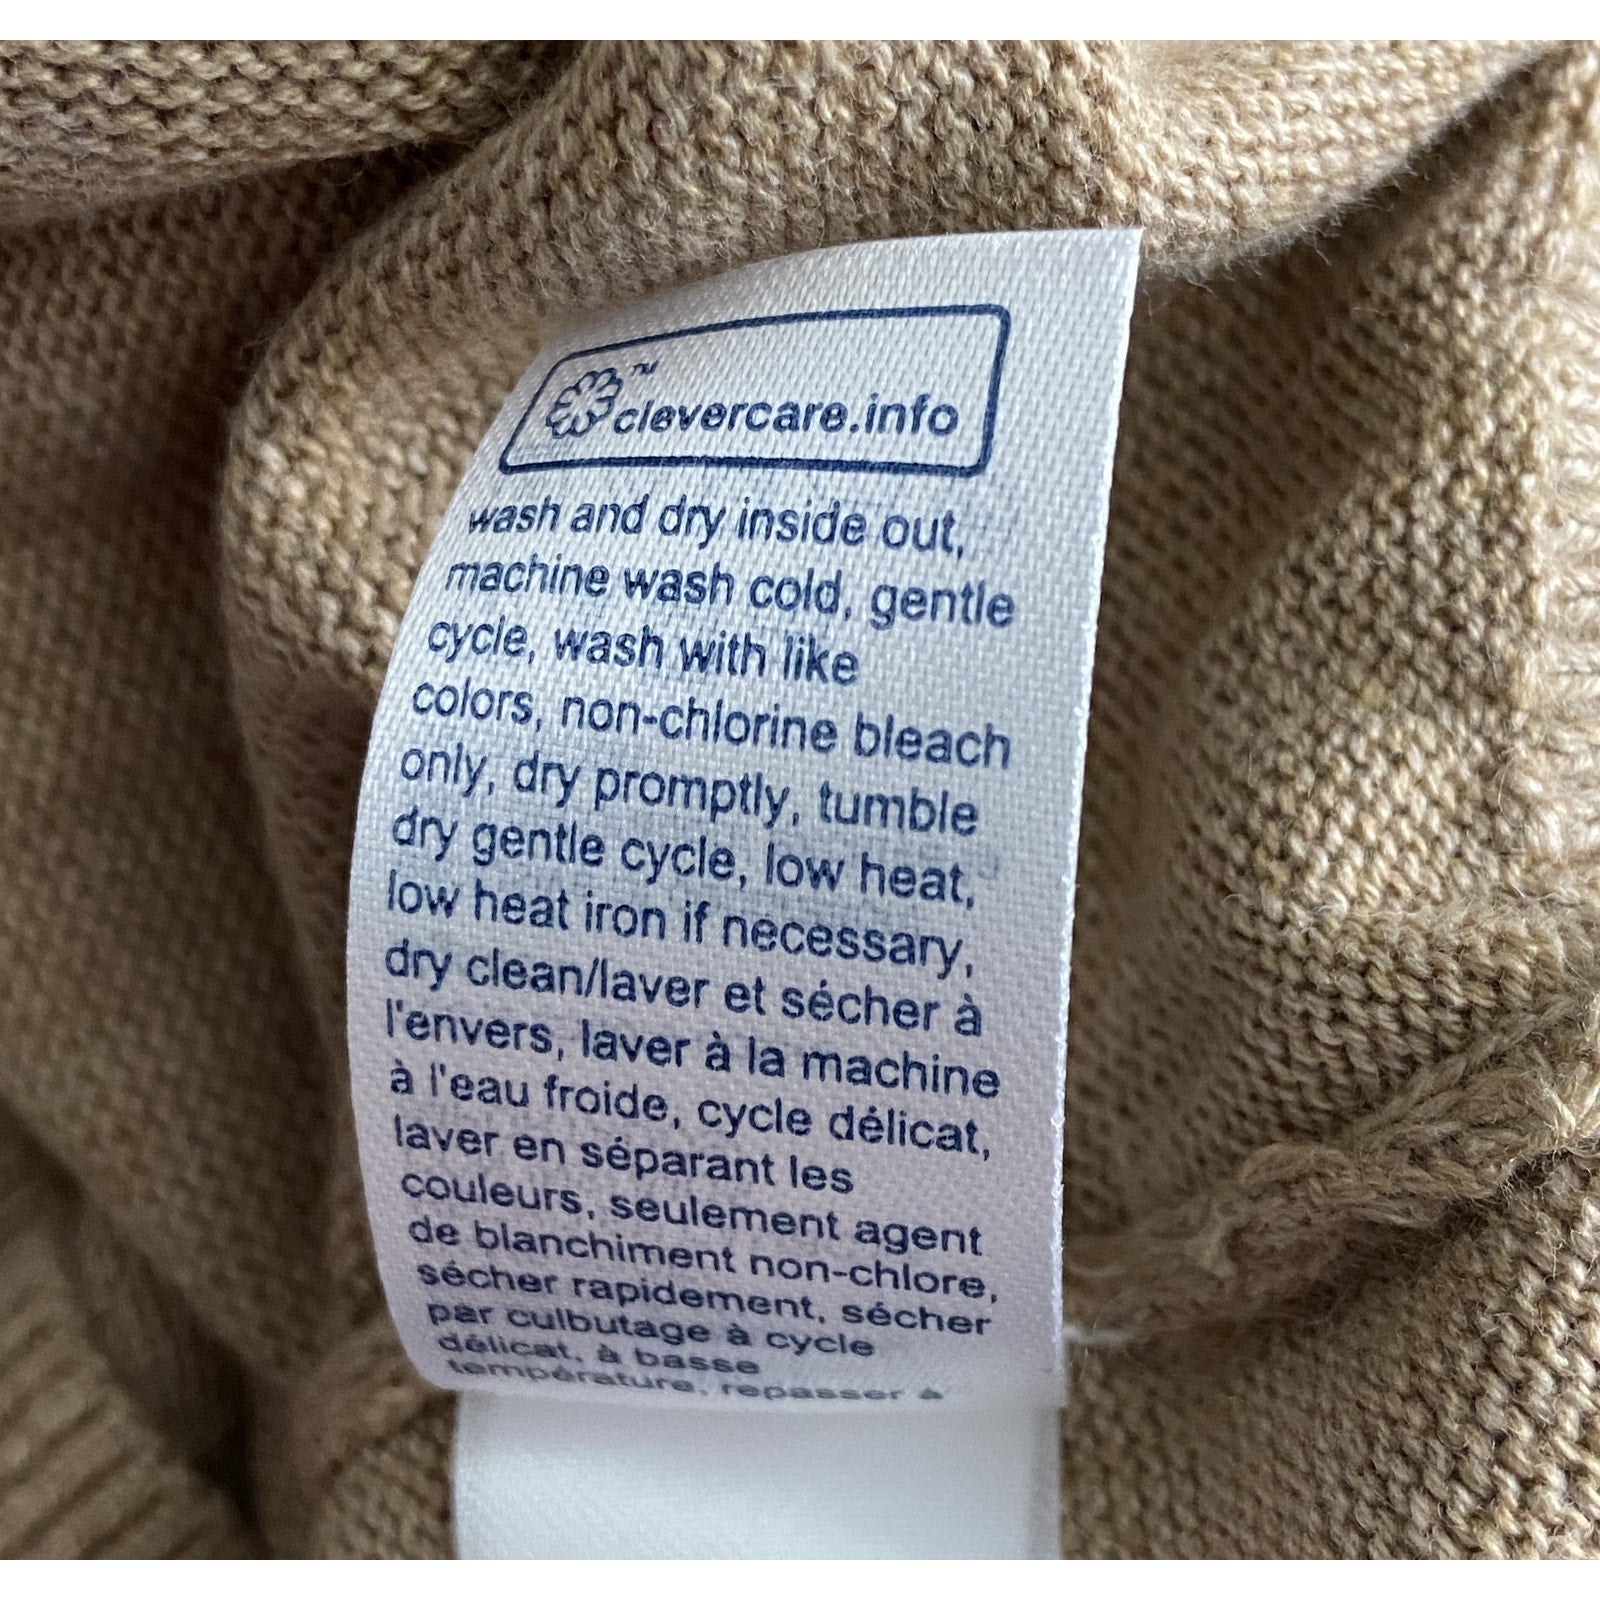 ™
clevercare.info
wash and dry inside out,
machine wash cold, gentle
cycle, wash with like
colors, non-chlorine bleach
only, dry promptly, tumble
dry gentle cycle, low heat,
low heat iron if necessary,
dry clean/laver et sécher à
l'envers, laver à la machine
à l'eau froide, cycle délicat,
laver en séparant les
couleurs, seulement agent
de blanchiment non-chlore,
sécher rapidement, sécher
par culbutage à cycle
délicat, à basse
température, repasser à